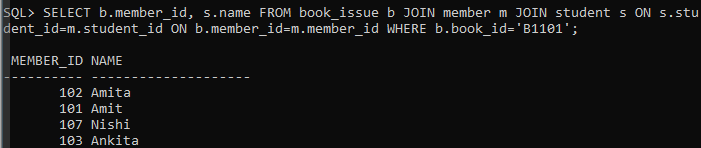 SQL> SELECT b.member_id, s.name FROM book_issue b JOIN member m JOIN student s ON s.stu
dent_id=m.student_id ON b.member_id=m.member_id WHERE b.book_id='B1101';
MEMBER_ID NAME
---------- --------------------
102 Amita
101 Amit
107 Nishi
103 Ankita